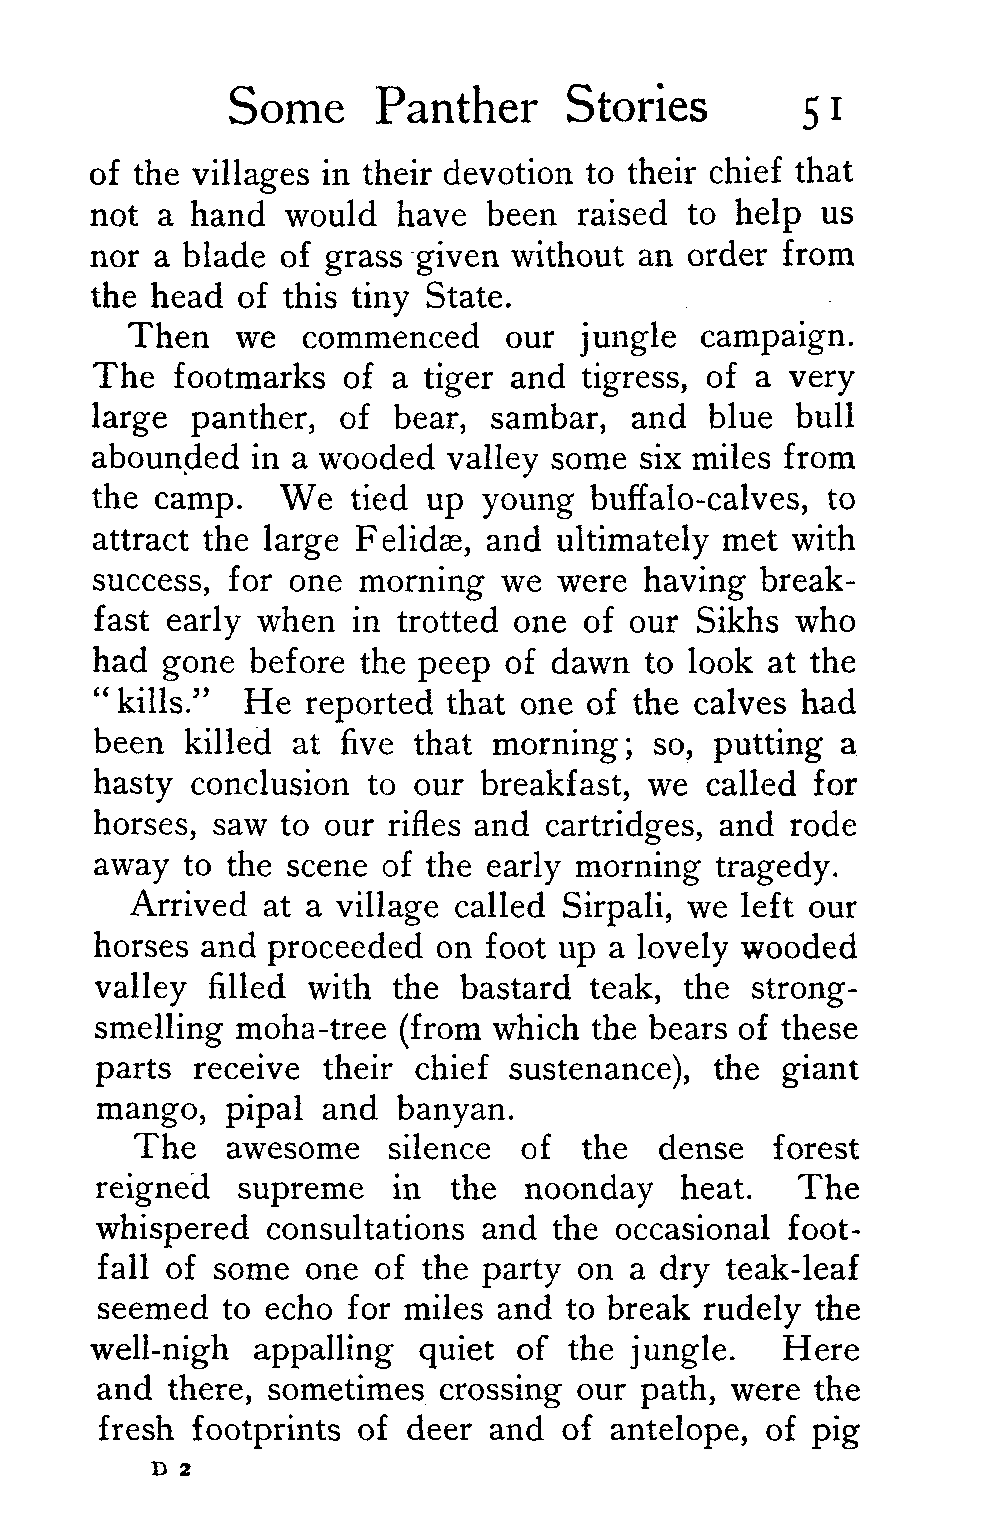 Some Panther Stories 51
of the villages in their devotion to their chief that
not a hand would have been raised to help us
nor a blade of grass given without an order from
the head of this tiny State.
Then we commenced our jungle campaign.
The footmarks of a tiger and tigress, of a very
large panther, of bear, sambar, and blue bull
abounded in a wooded valley some six miles from
the camp. We tied up young buffalo-calves, to
attract the large Felidæ, and ultimately met with
success, for one morning we were having break-
fast early when in trotted one of our Sikhs who
had gone before the peep of dawn to look at the
“kills.” He reported that one of the calves had
been killed at five that morning; so, putting a
hasty conclusion to our breakfast, we called for
horses, saw to our rifles and cartridges, and rode
away to the scene of the early morning tragedy.
Arrived at a village called Sirpali, we left our
horses and proceeded on foot up a lovely wooded
valley filled with the bastard teak, the strong-
smelling moha-tree (from which the bears of these
parts receive their chief sustenance), the giant
mango, pipal and banyan.
The awesome silence of the dense forest
reigned supreme in the noonday heat. The
whispered consultations and the occasional foot-
fall of some one of the party on a dry teak-leaf
seemed to echo for miles and to break rudely the
well-nigh appalling quiet of the jungle. Here
and there, sometimes crossing our path, were the
fresh footprints of deer and of antelope, of pig
D 2